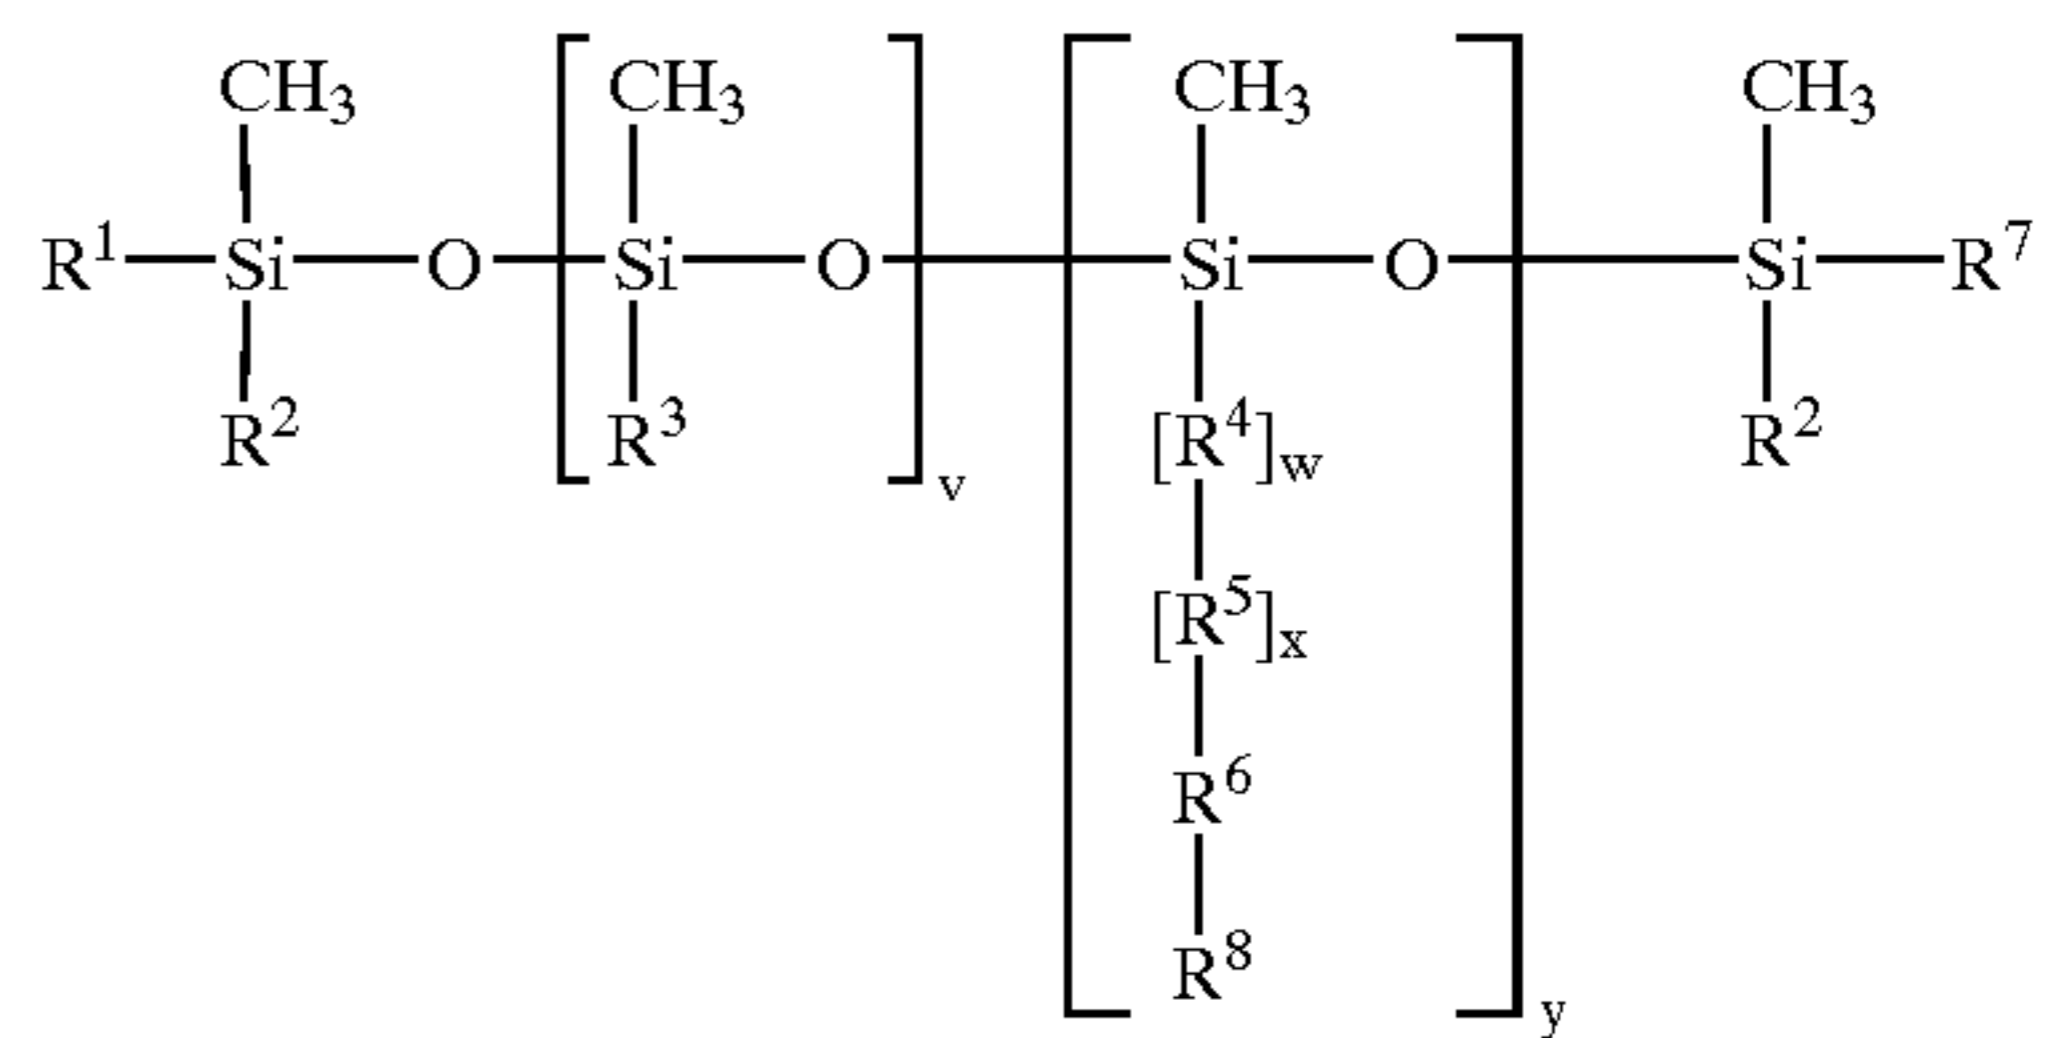 CH₃ CH₃ CH₃ CH₃
R¹—Si—O—[Si—O]—[Si—O]—Si—R⁷
R² R³ [R⁴]w R²
v
[R⁵]x
R⁶
R⁸
y